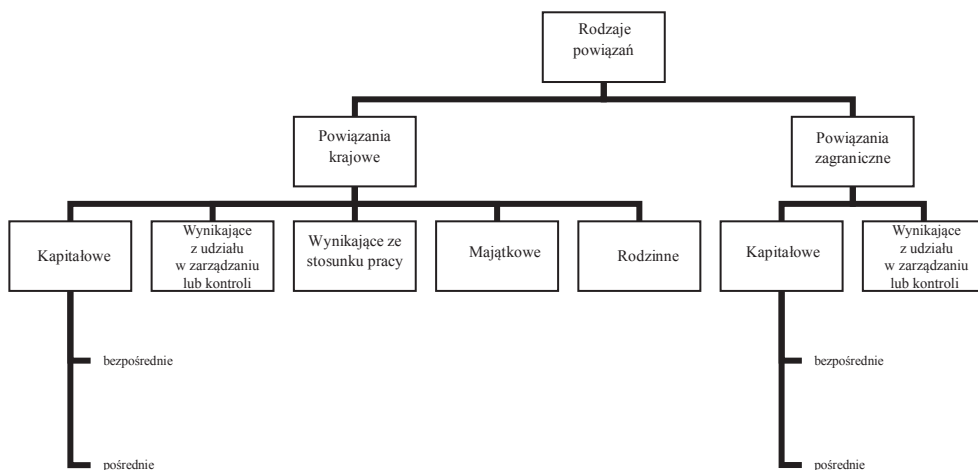 Rodzaje
powiązań
Powiązania
krajowe
Powiązania
zagraniczne
Kapitałowe
Wynikające
z udziału
w zarządzaniu
lub kontroli
Wynikające ze
stosunku pracy
Majątkowe
Rodzinne
Kapitałowe
Wynikające
z udziału
w zarządzaniu
lub kontroli
bezpośrednie
bezpośrednie
pośrednie
pośrednie